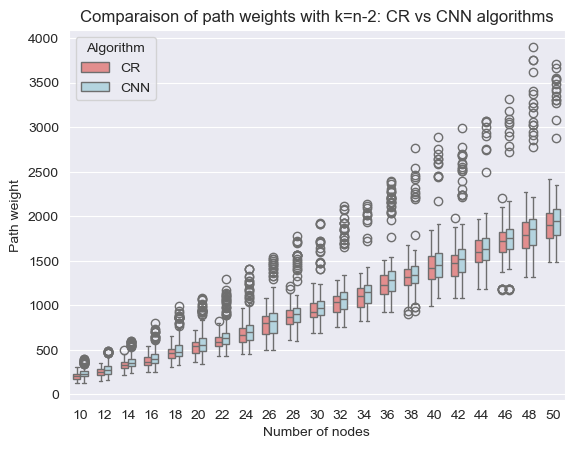 Comparaison of path weights with k=n-2: CR vs CNN algorithms
Algorithm
CR
CNN
4000
3500
3000
2500
2000
1500
1000
500
0
Path weight
10 12 14 16 18 20 22 24 26 28 30 32 34 36 38 40 42 44 46 48 50
Number of nodes